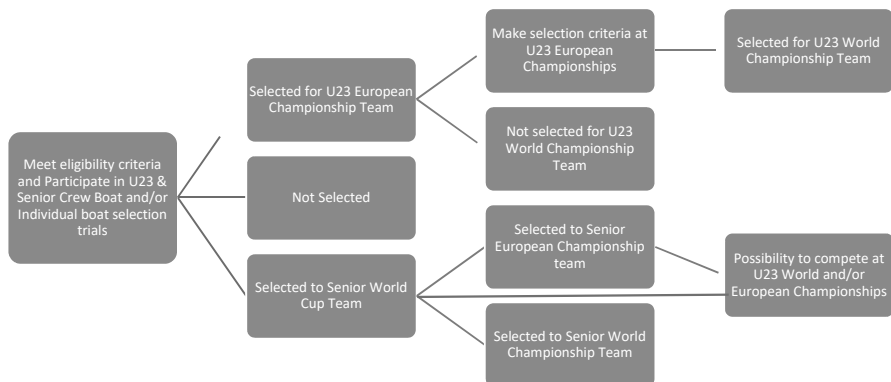 Meet eligibility criteria
and Participate in U23 &
Senior Crew Boat and/or
Individual boat selection
trials
Selected for U23 European
Championship Team
Make selection criteria at
U23 European
Championships
Selected for U23 World
Championship Team
Not selected for U23
World Championship
Team
Not Selected
Selected to Senior World
Cup Team
Selected to Senior
European Championship
team
Possibility to compete at
U23 World and/or
European Championships
Selected to Senior World
Championship Team